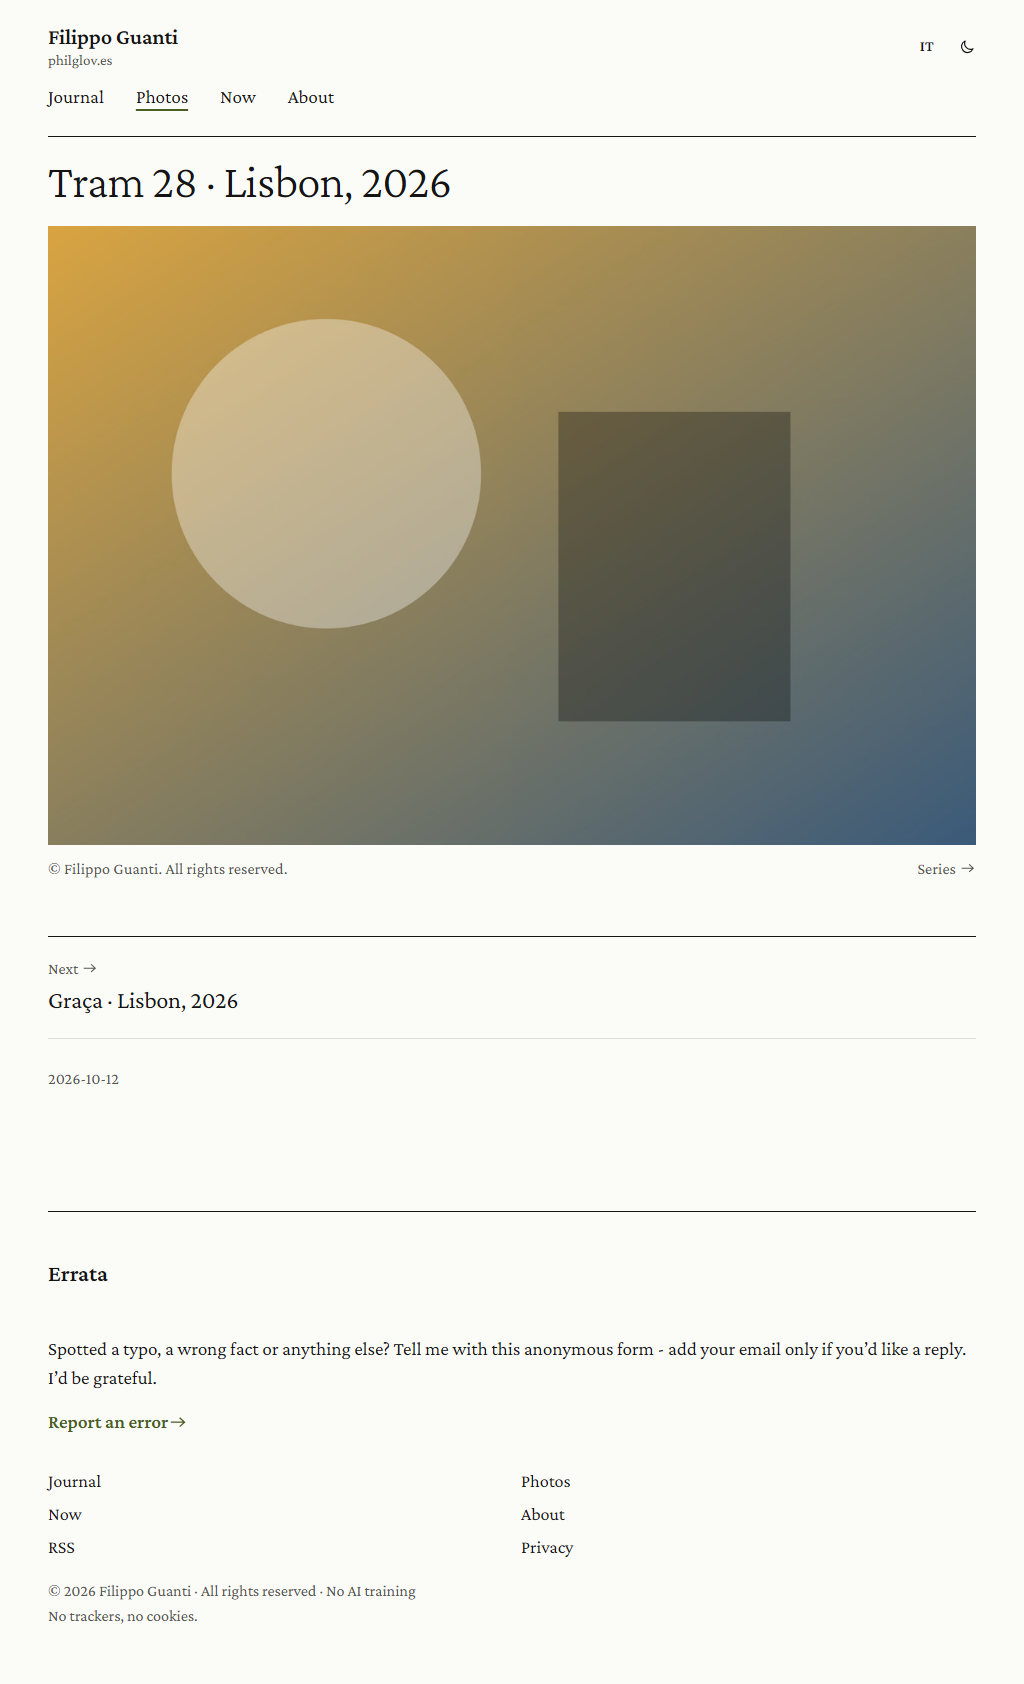 Filippo Guanti
philglov.es
IT
Journal Photos Now About
Tram 28 · Lisbon, 2026
© Filippo Guanti. All rights reserved.
Series →
Next →
Graça · Lisbon, 2026
2026-10-12
Errata
Spotted a typo, a wrong fact or anything else? Tell me with this anonymous form - add your email only if you’d like a reply.
I’d be grateful.
Report an error →
Journal
Photos
Now
About
RSS
Privacy
© 2026 Filippo Guanti · All rights reserved · No AI training
No trackers, no cookies.